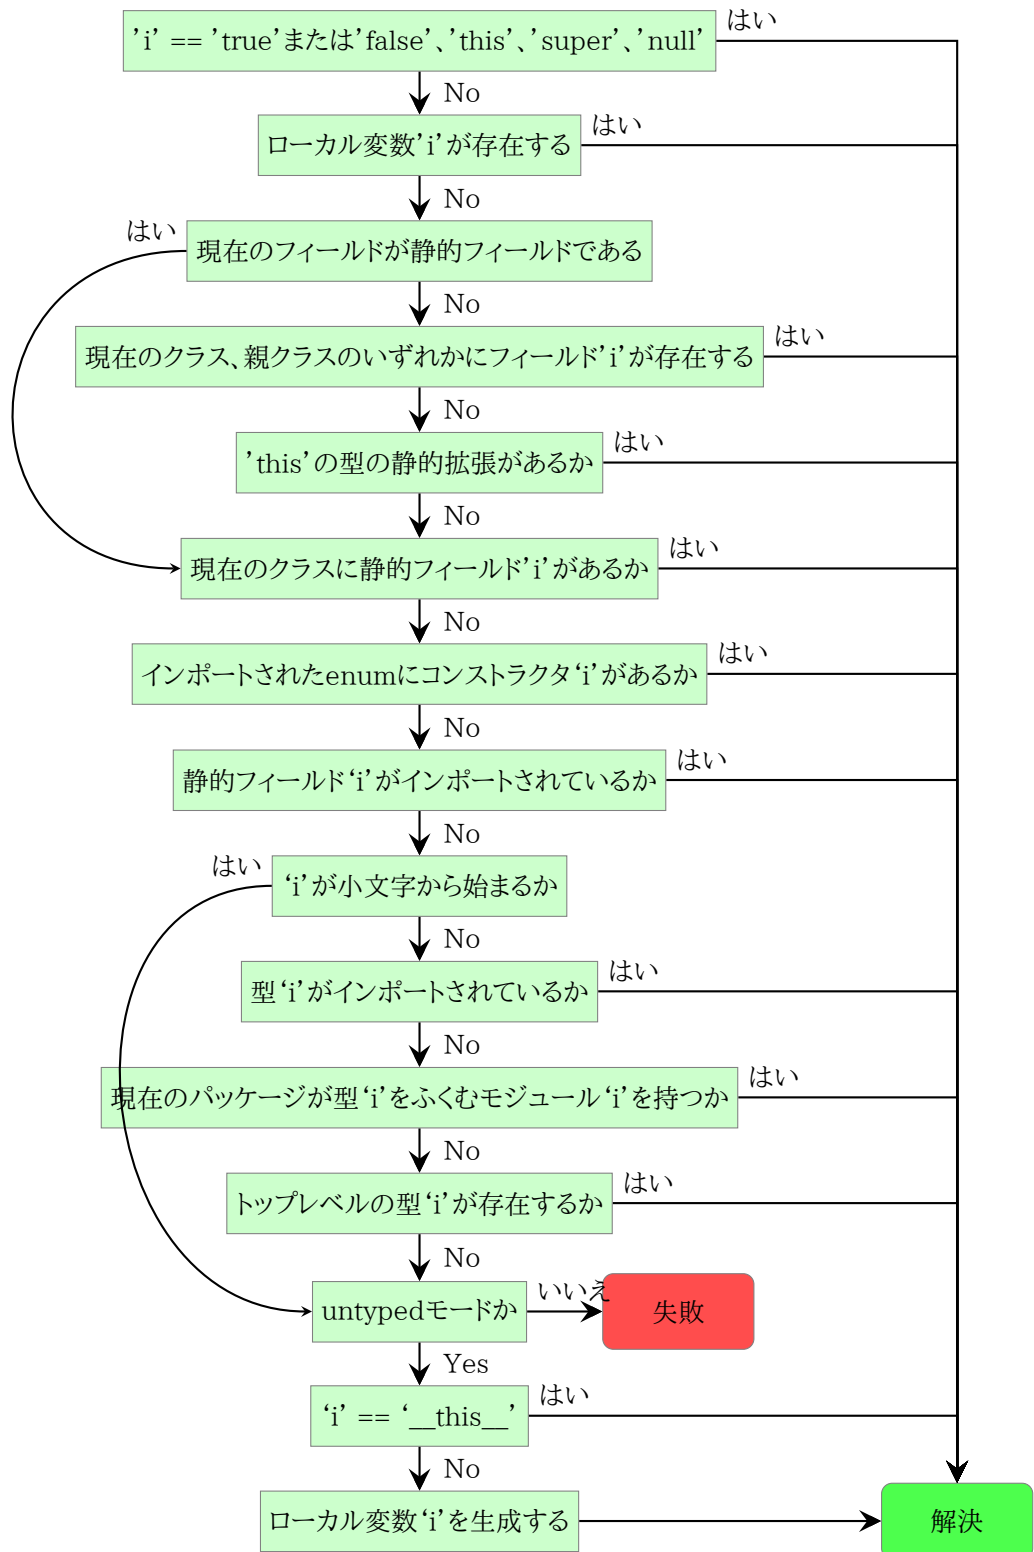 ’i’ == ’true’または’false’、’this’、’super’、’null’
はい
No
ローカル変数’i’が存在する
はい
No
はい
現在のフィールドが静的フィールドである
No
現在のクラス、親クラスのいずれかにフィールド’i’が存在する
はい
No
’this’の型の静的拡張があるか
はい
No
現在のクラスに静的フィールド’i’があるか
はい
No
インポートされたenumにコンストラクタ‘i’があるか
はい
No
静的フィールド‘i’がインポートされているか
はい
No
はい
‘i’が小文字から始まるか
No
型‘i’がインポートされているか
はい
No
現在のパッケージが型‘i’をふくむモジュール‘i’を持つか
はい
No
トップレベルの型‘i’が存在するか
はい
No
untypedモードか
いいえ
失敗
Yes
‘i’ == ‘__this__’
はい
No
ローカル変数‘i’を生成する
解決